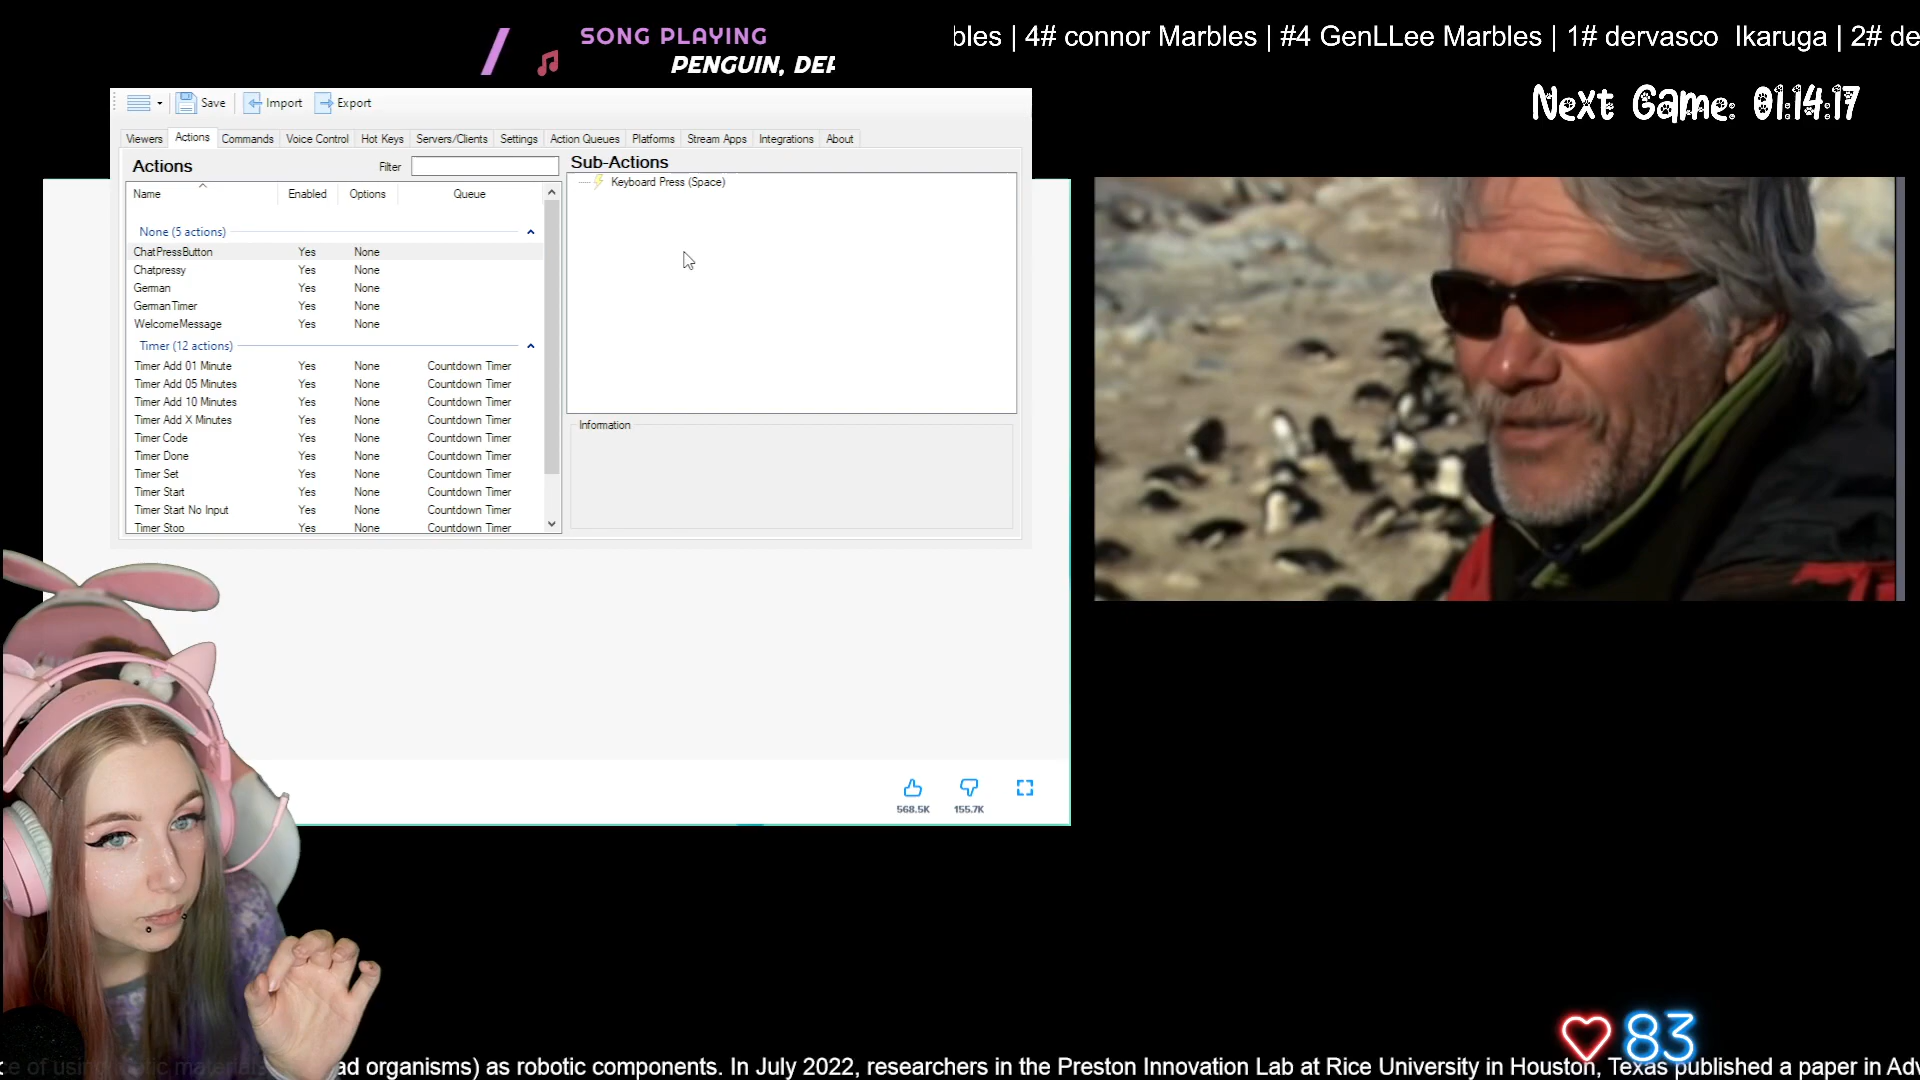 SONG PLAYING
PENGUIN, DEF
bles | 4# connor Marbles | #4 GenLLee Marbles | 1# dervasco Ikaruga | 2# de
Next Game: 01:14:17
Save Import Export
Viewers Actions Commands Voice Control Hot Keys Servers/Clients Settings Action Queues Platforms Stream Apps Integrations About
Actions Filter
Sub-Actions
Name Enabled Options Queue
Keyboard Press (Space)
None (5 actions)
ChatPressButton Yes None
Chatpressy Yes None
German Yes None
GermanTimer Yes None
WelcomeMessage Yes None
Timer (12 actions)
Timer Add 01 Minute Yes None Countdown Timer
Timer Add 05 Minutes Yes None Countdown Timer
Timer Add 10 Minutes Yes None Countdown Timer
Timer Add X Minutes Yes None Countdown Timer
Timer Code Yes None Countdown Timer
Timer Done Yes None Countdown Timer
Timer Set Yes None Countdown Timer
Timer Start Yes None Countdown Timer
Timer Start No Input Yes None Countdown Timer
Timer Stop Yes None Countdown Timer
Information
568.5K 155.7K
83
ad organisms) as robotic components. In July 2022, researchers in the Preston Innovation Lab at Rice University in Houston, Texas published a paper in Adv